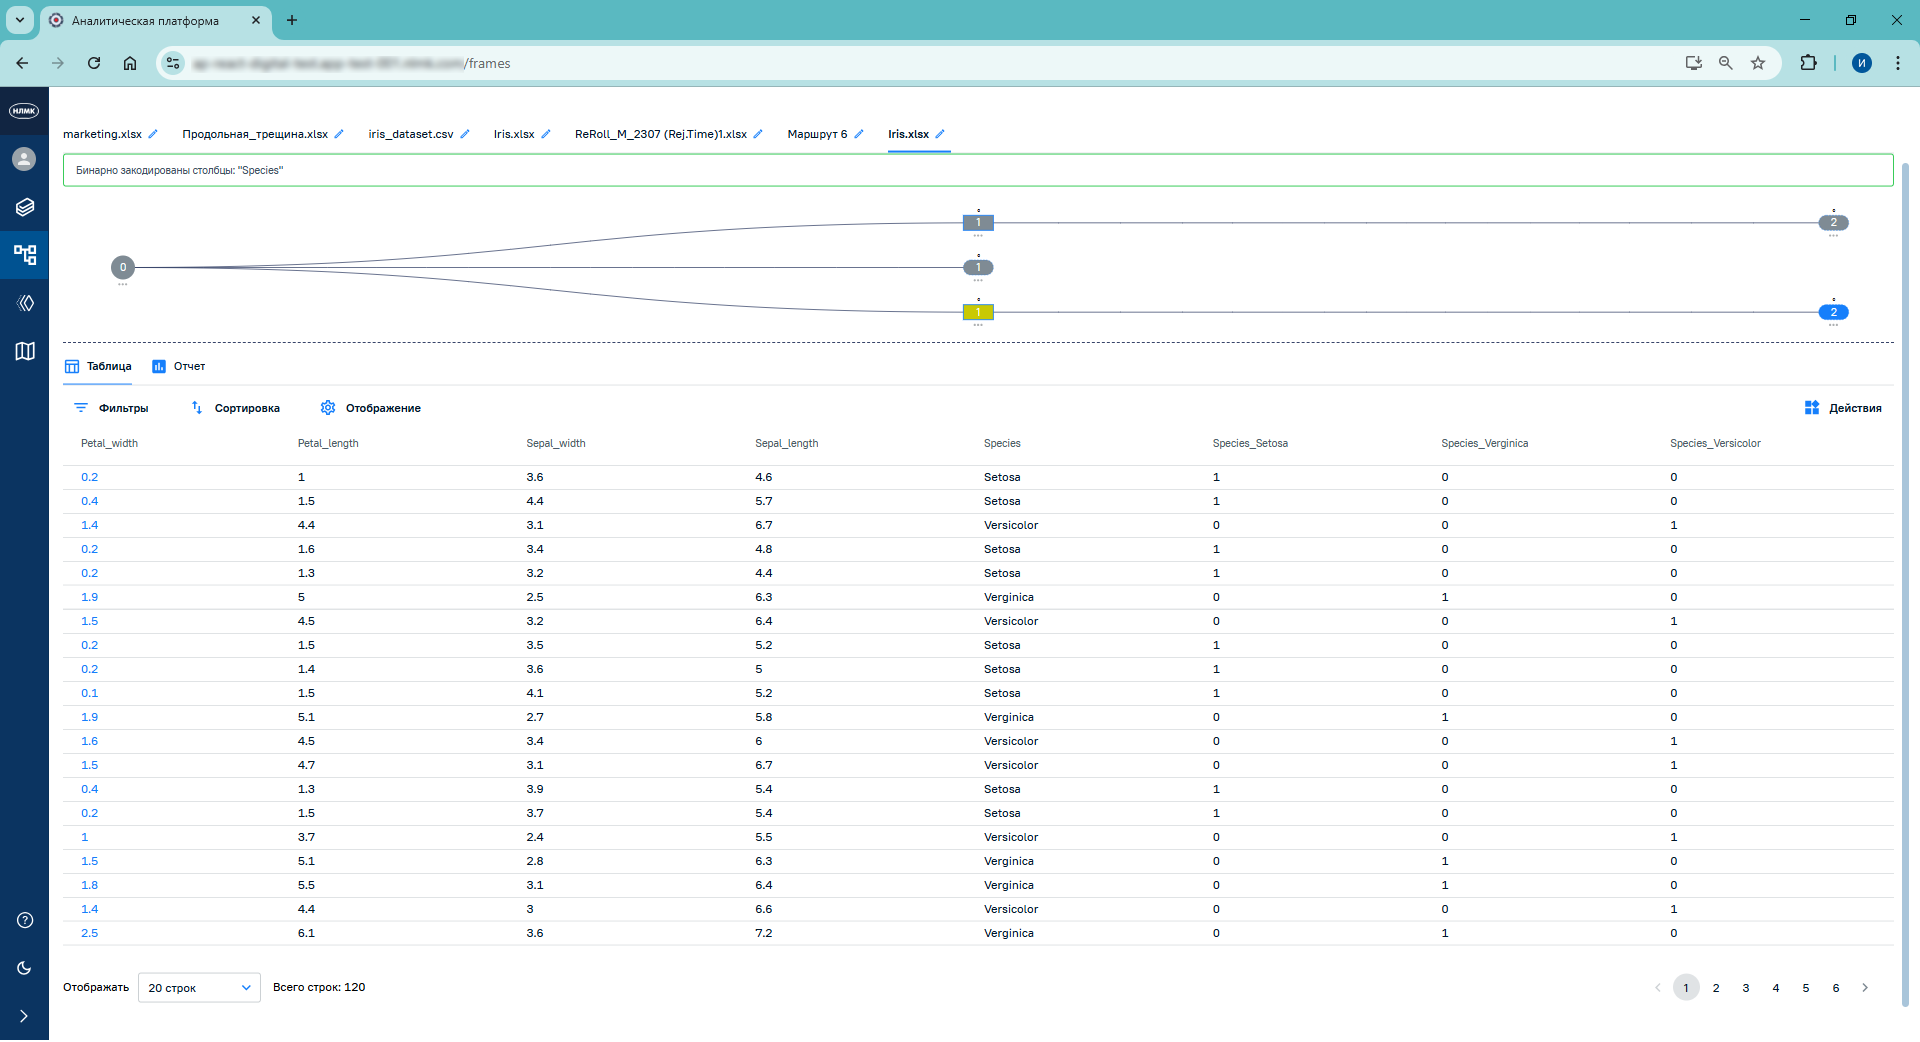 Аналитическая платформа
/frames
НЛМК
И
marketing.xlsx Продольная_трещина.xlsx iris_dataset.csv Iris.xlsx ReRoll_M_2307 (Rej.Time)1.xlsx Маршрут 6 Iris.xlsx
Бинарно закодированы столбцы: "Species"
1 2
0 1
1 2
Таблица Отчет
Фильтры Сортировка Отображение Действия
Petal_width Petal_length Sepal_width Sepal_length Species Species_Setosa Species_Verginica Species_Versicolor
0.2 1 3.6 4.6 Setosa 1 0 0
0.4 1.5 4.4 5.7 Setosa 1 0 0
1.4 4.4 3.1 6.7 Versicolor 0 0 1
0.2 1.6 3.4 4.8 Setosa 1 0 0
0.2 1.3 3.2 4.4 Setosa 1 0 0
1.9 5 2.5 6.3 Verginica 0 1 0
1.5 4.5 3.2 6.4 Versicolor 0 0 1
0.2 1.5 3.5 5.2 Setosa 1 0 0
0.2 1.4 3.6 5 Setosa 1 0 0
0.1 1.5 4.1 5.2 Setosa 1 0 0
1.9 5.1 2.7 5.8 Verginica 0 1 0
1.6 4.5 3.4 6 Versicolor 0 0 1
1.5 4.7 3.1 6.7 Versicolor 0 0 1
0.4 1.3 3.9 5.4 Setosa 1 0 0
0.2 1.5 3.7 5.4 Setosa 1 0 0
1 3.7 2.4 5.5 Versicolor 0 0 1
1.5 5.1 2.8 6.3 Verginica 0 1 0
1.8 5.5 3.1 6.4 Verginica 0 1 0
1.4 4.4 3 6.6 Versicolor 0 0 1
2.5 6.1 3.6 7.2 Verginica 0 1 0
Отображать 20 строк Всего строк: 120 1 2 3 4 5 6